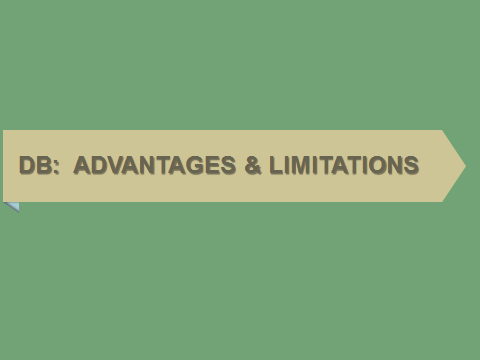 DB:  ADVANTAGES & LIMITATIONS